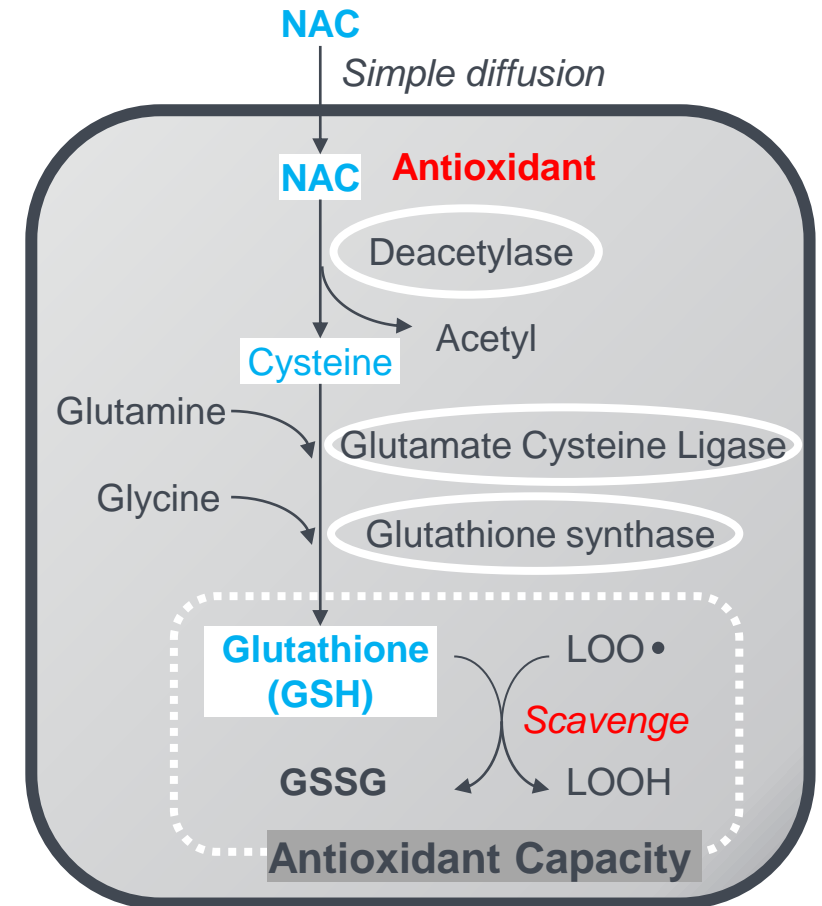 NAC
Simple diffusion
NAC
Antioxidant
Deacetylase
Acetyl
Cysteine
Glutamine
Glutamate Cysteine Ligase
Glycine
Glutathione synthase
Glutathione
(GSH)
LOO•
Scavenge
GSSG
LOOH
Antioxidant Capacity